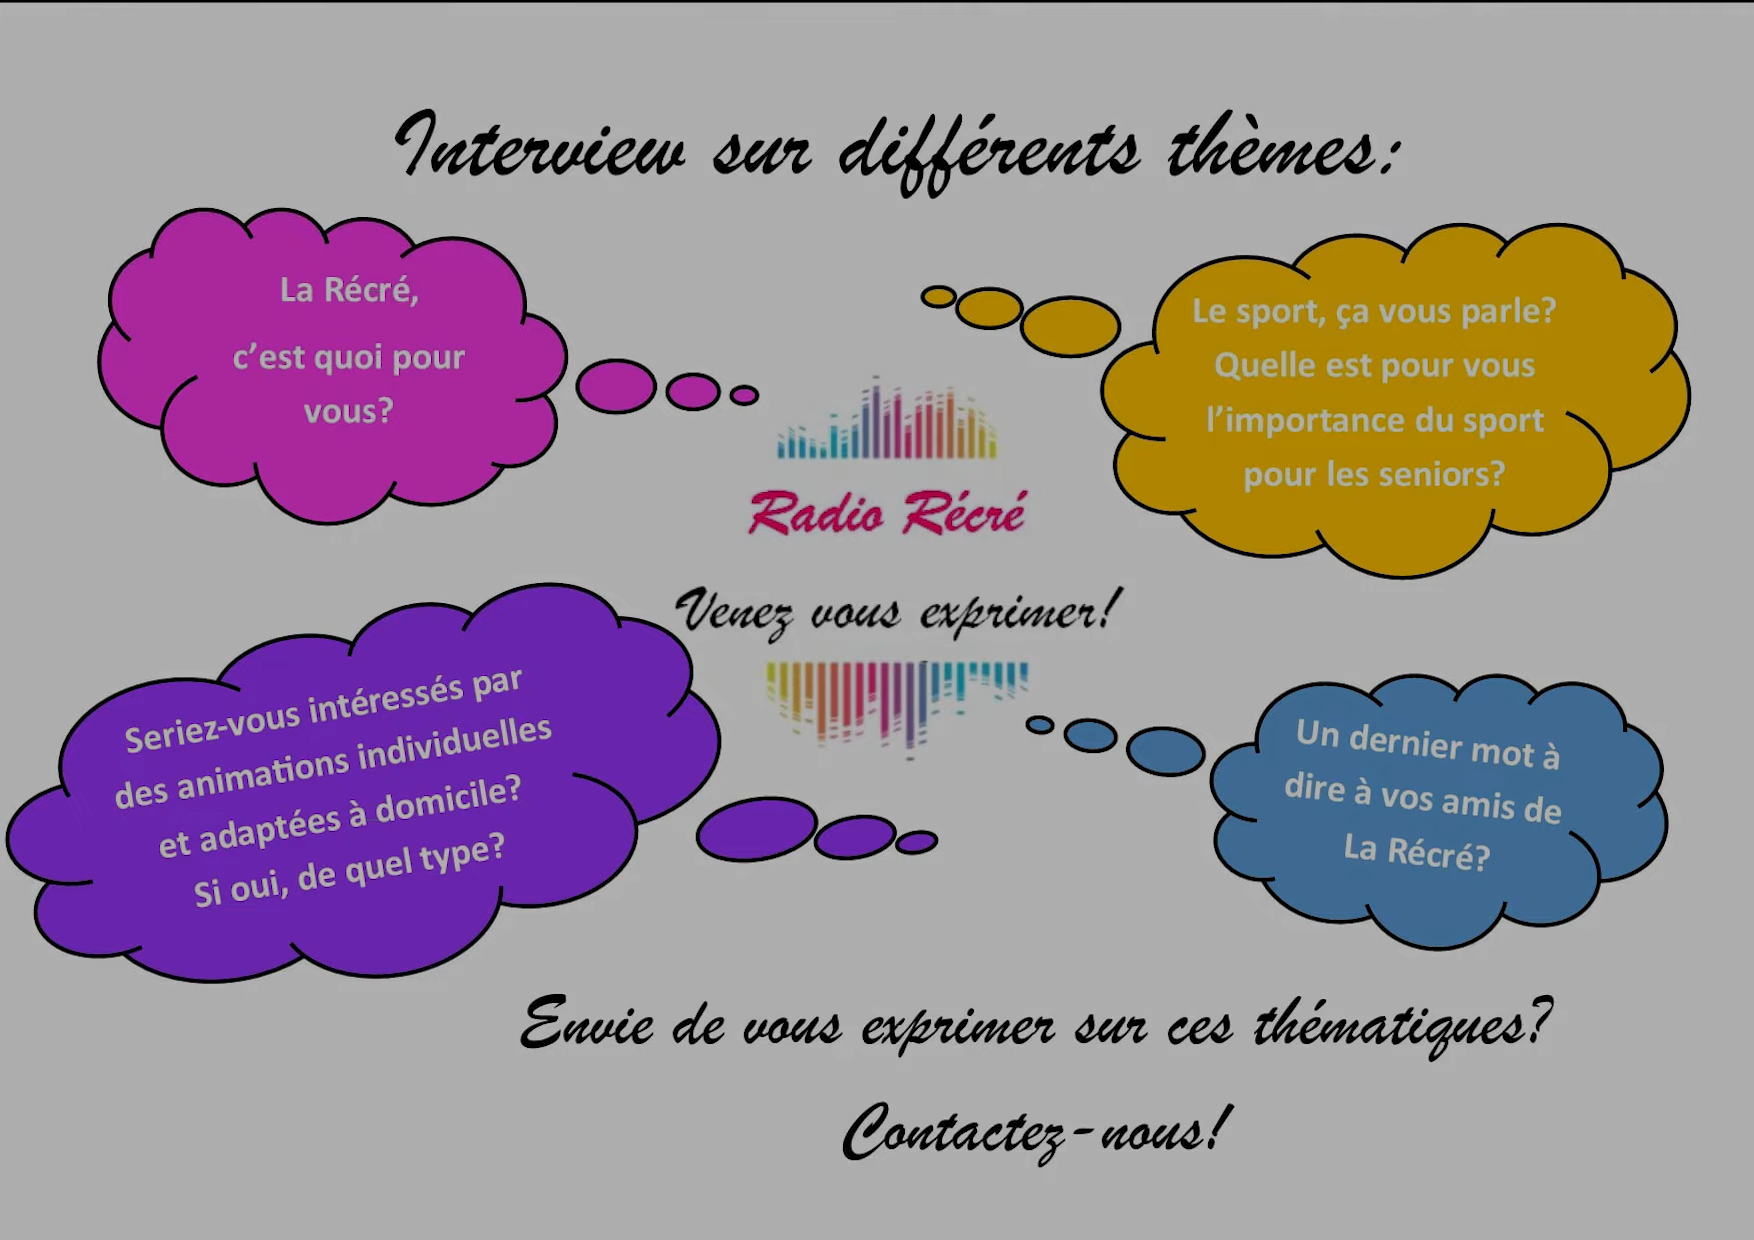 Interview sur différents thèmes:
La Récré,
c’est quoi pour
vous?
Le sport, ça vous parle?
Quelle est pour vous
l’importance du sport
pour les seniors?
Radio Récré
Venez vous exprimer!
Seriez-vous intéressés par
des animations individuelles
et adaptées à domicile?
Si oui, de quel type?
Un dernier mot à
dire à vos amis de
La Récré?
Envie de vous exprimer sur ces thématiques?
Contactez-nous!